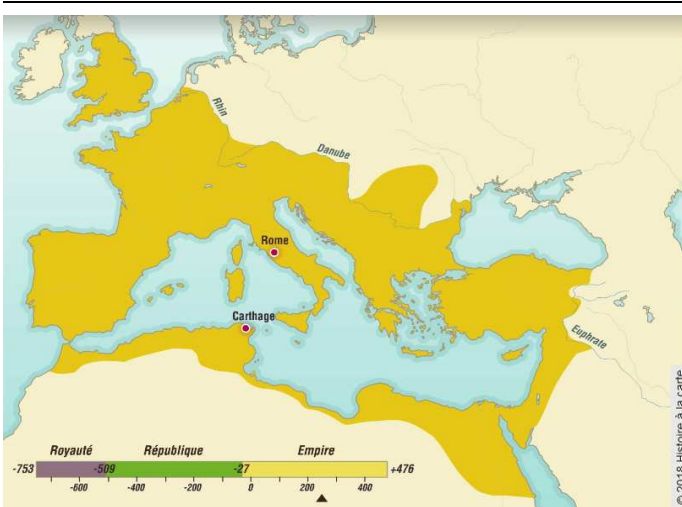 Rhin
Danube
Rome
Carthage
Euphrate
Royauté République Empire
-753 -509 -27 +476
-600 -400 -200 0 200 400
© 2018 Histoire à la carte